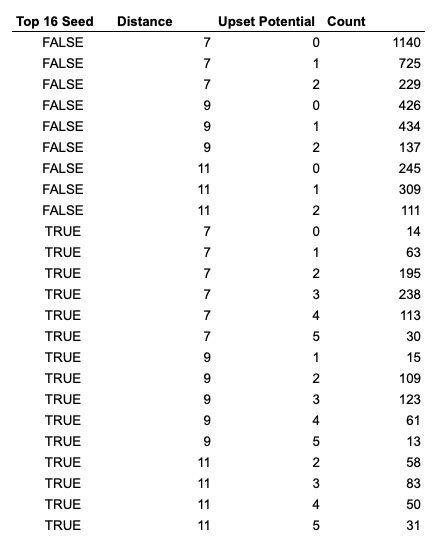 Top 16 Seed Distance Upset Potential Count
FALSE 7 0 1140
FALSE 7 1 725
FALSE 7 2 229
FALSE 9 0 426
FALSE 9 1 434
FALSE 9 2 137
FALSE 11 0 245
FALSE 11 1 309
FALSE 11 2 111
TRUE 7 0 14
TRUE 7 1 63
TRUE 7 2 195
TRUE 7 3 238
TRUE 7 4 113
TRUE 7 5 30
TRUE 9 1 15
TRUE 9 2 109
TRUE 9 3 123
TRUE 9 4 61
TRUE 9 5 13
TRUE 11 2 58
TRUE 11 3 83
TRUE 11 4 50
TRUE 11 5 31